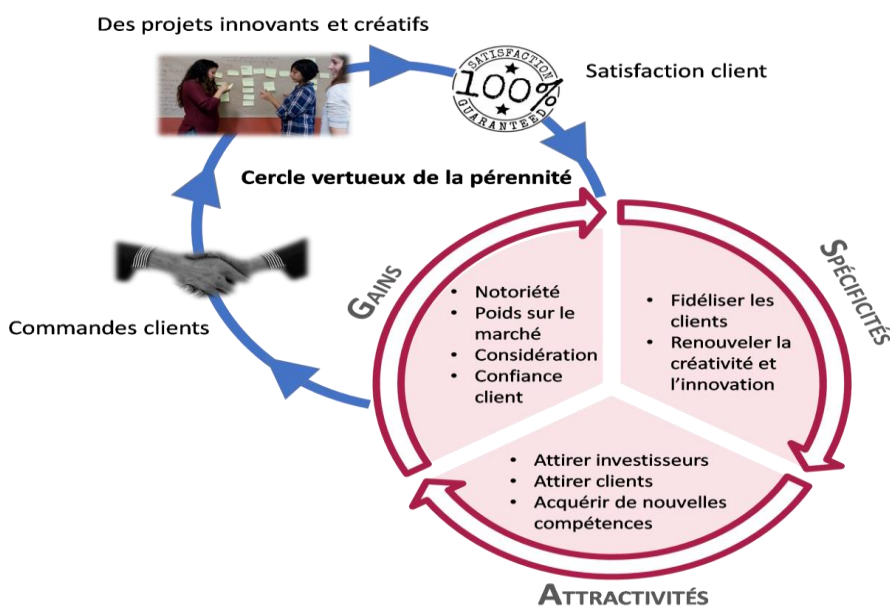 Des projets innovants et créatifs
SATISFACTION
100%
GUARANTEED
Satisfaction client
Cercle vertueux de la pérennité
Commandes clients
GAINS
• Notoriété
• Poids sur le
marché
• Considération
• Confiance
client
SPÉCIFICITÉS
• Fidéliser les
clients
• Renouveler la
créativité et
l'innovation
• Attirer investisseurs
• Attirer clients
• Acquérir de nouvelles
compétences
ATTRACTIVITÉS